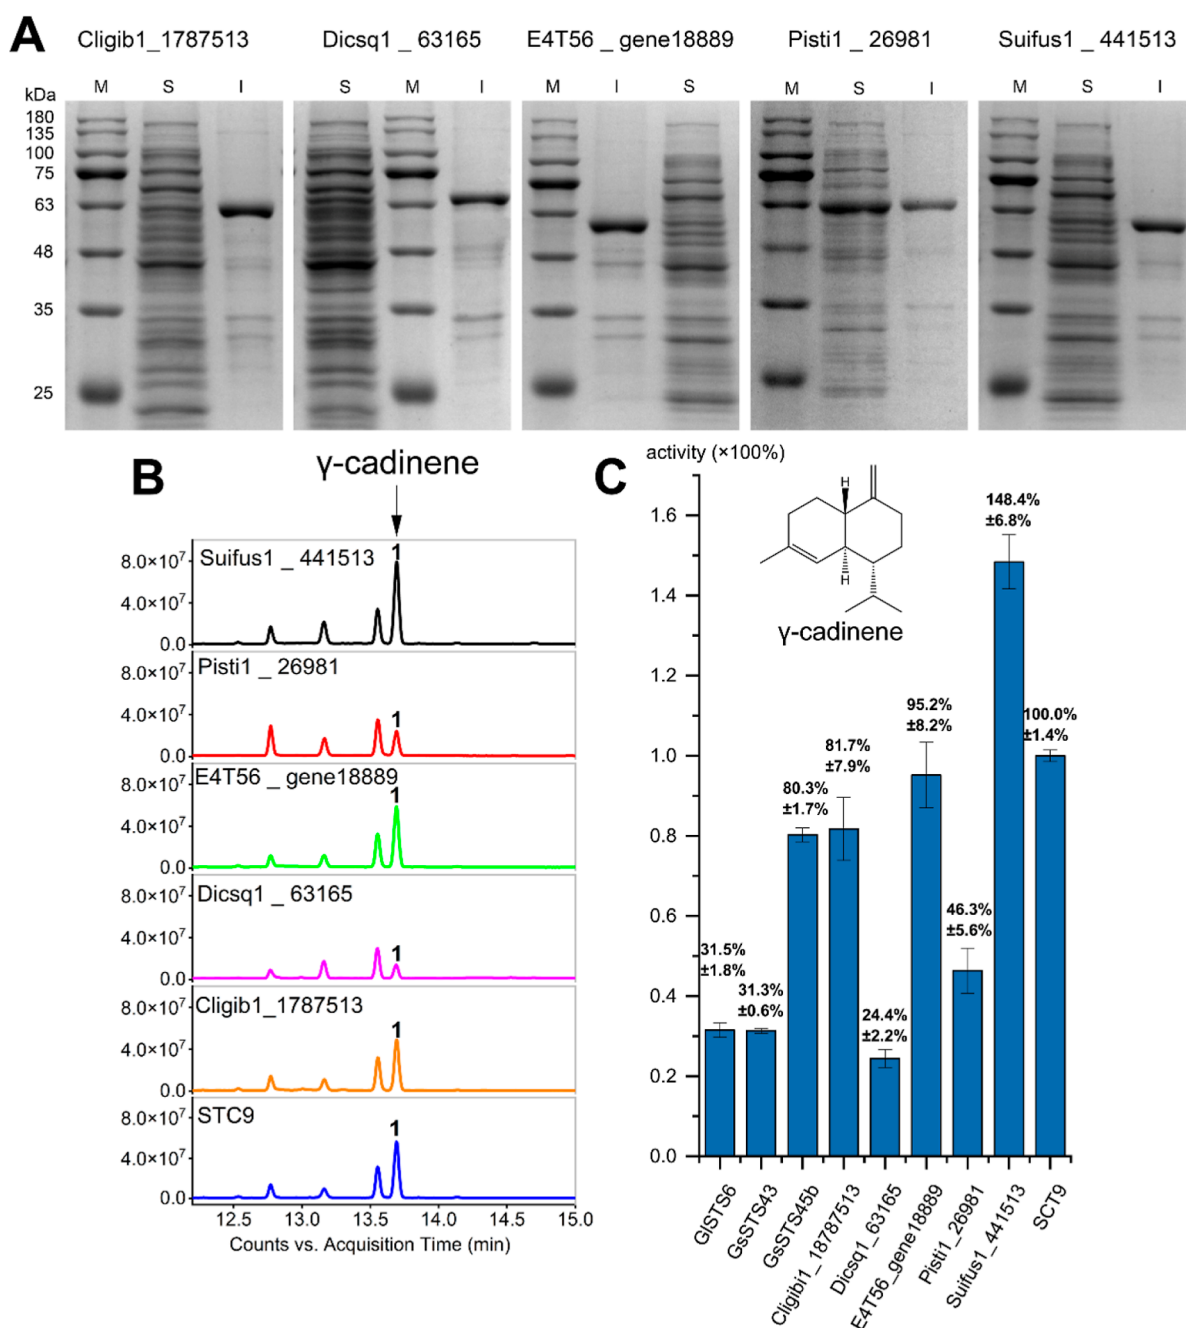 A
Cligib1_1787513
Dicsq1 _ 63165
E4T56 _ gene18889
Pisti1 _ 26981
Suifus1 _ 441513
M S I
S M I
M I S
M S I
M S I
kDa
180
135
100
75
63
48
35
25
B
γ-cadinene
Suifus1 _ 441513
1
8.0×10⁷
4.0×10⁷
0.0
Pisti1 _ 26981
1
8.0×10⁷
4.0×10⁷
0.0
E4T56 _ gene18889
1
8.0×10⁷
4.0×10⁷
0.0
Dicsq1 _ 63165
1
8.0×10⁷
4.0×10⁷
0.0
Cligib1_1787513
1
8.0×10⁷
4.0×10⁷
0.0
STC9
1
8.0×10⁷
4.0×10⁷
0.0
12.5 13.0 13.5 14.0 14.5 15.0
Counts vs. Acquisition Time (min)
C
activity (×100%)
1.6
1.4
1.2
1.0
0.8
0.6
0.4
0.2
0.0
H
H
γ-cadinene
31.5%
±1.8%
31.3%
±0.6%
80.3%
±1.7%
81.7%
±7.9%
24.4%
±2.2%
95.2%
±8.2%
46.3%
±5.6%
148.4%
±6.8%
100.0%
±1.4%
GlSTS6
GsSTS43
GsSTS45b
Cligibi1_18787513
Dicsq1_63165
E4T56_gene18889
Pisti1_26981
Suifus1_441513
SCT9